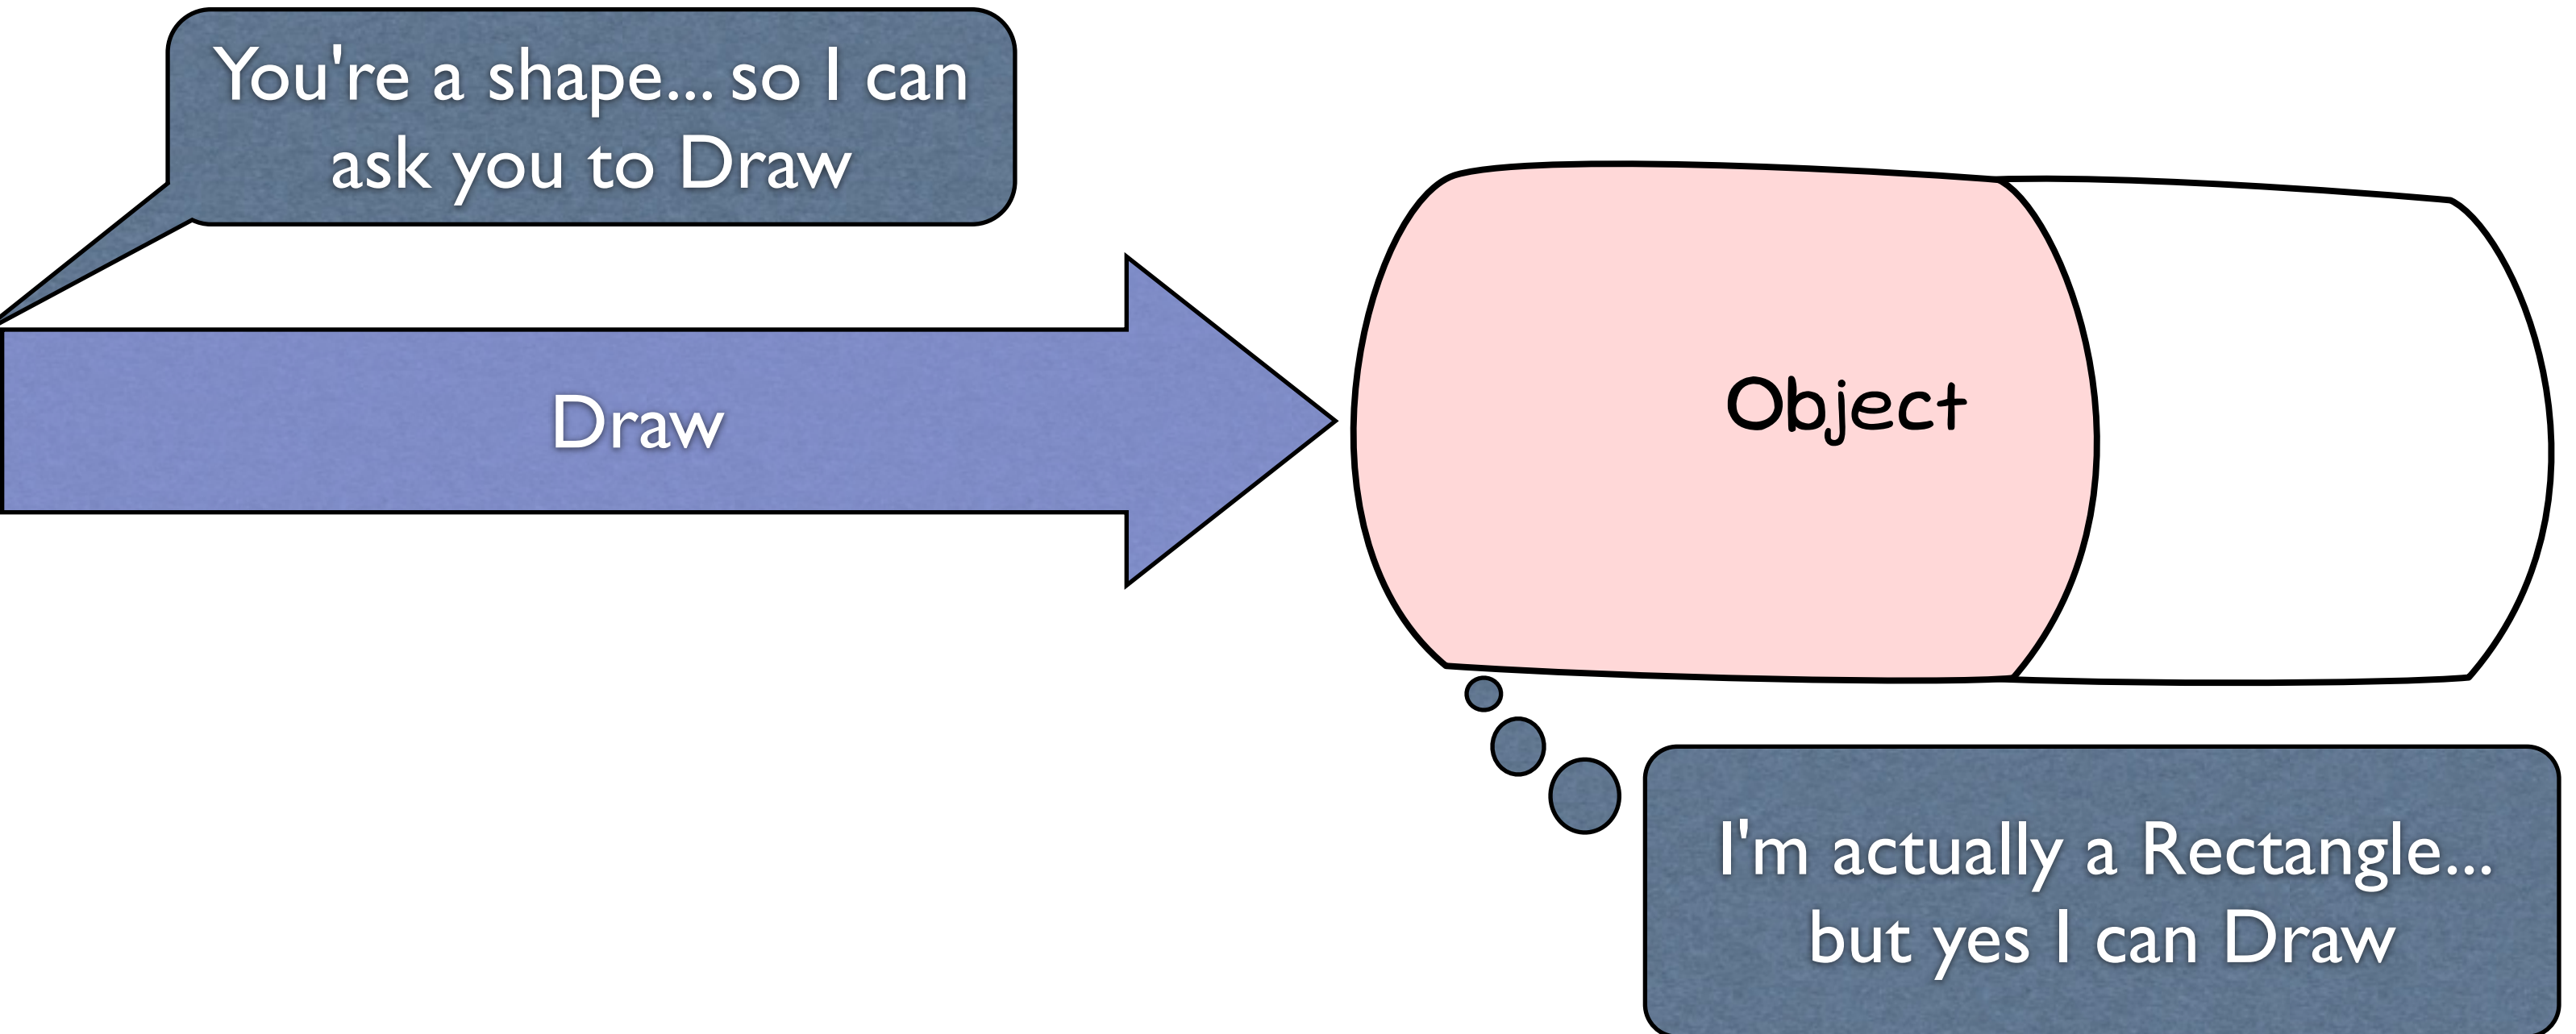 You're a shape... so I can
ask you to Draw
Draw
Object
I'm actually a Rectangle...
but yes I can Draw